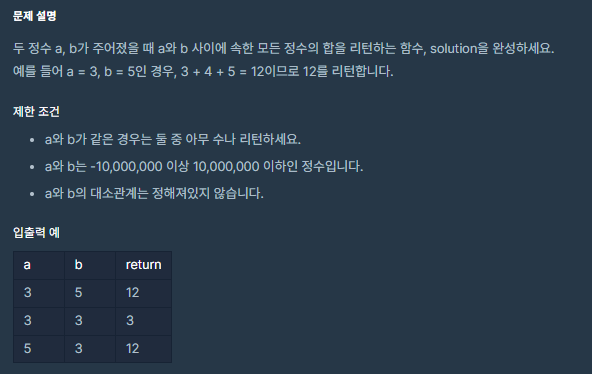 문제 설명
두 정수 a, b가 주어졌을 때 a와 b 사이에 속한 모든 정수의 합을 리턴하는 함수, solution을 완성하세요.
예를 들어 a = 3, b = 5인 경우, 3 + 4 + 5 = 12이므로 12를 리턴합니다.
제한 조건
• a와 b가 같은 경우는 둘 중 아무 수나 리턴하세요.
• a와 b는 -10,000,000 이상 10,000,000 이하인 정수입니다.
• a와 b의 대소관계는 정해져있지 않습니다.
입출력 예
a b return
3 5 12
3 3 3
5 3 12